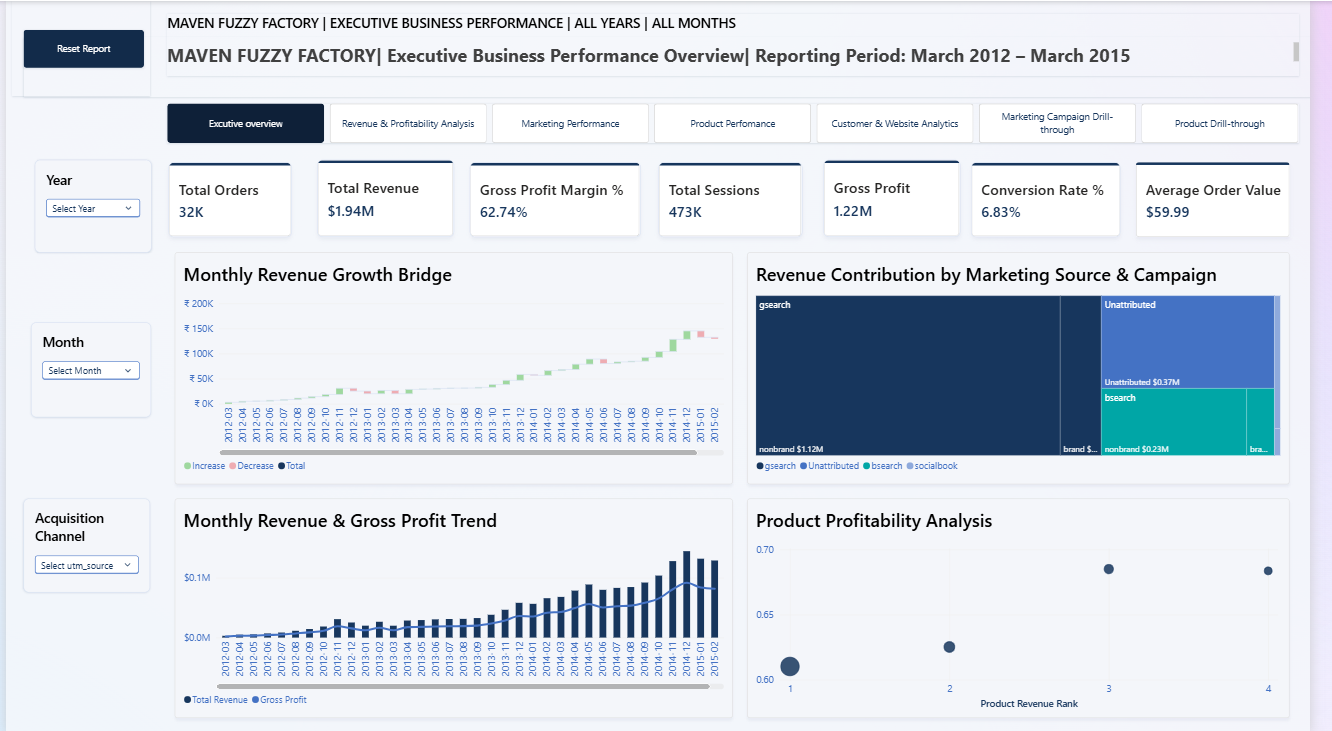 Reset Report
MAVEN FUZZY FACTORY | EXECUTIVE BUSINESS PERFORMANCE | ALL YEARS | ALL MONTHS
MAVEN FUZZY FACTORY| Executive Business Performance Overview| Reporting Period: March 2012 – March 2015
Excutive overview
Revenue & Profitability Analysis
Marketing Performance
Product Perfomance
Customer & Website Analytics
Marketing Campaign Drill-
through
Product Drill-through
Year
Select Year
Month
Select Month
Acquisition
Channel
Select utm_source
Total Orders
32K
Total Revenue
$1.94M
Gross Profit Margin %
62.74%
Total Sessions
473K
Gross Profit
1.22M
Conversion Rate %
6.83%
Average Order Value
$59.99
Monthly Revenue Growth Bridge
₹ 200K
₹ 150K
₹ 100K
₹ 50K
₹ 0K
2012-03
2012-04
2012-05
2012-06
2012-07
2012-08
2012-09
2012-10
2012-11
2012-12
2013-01
2013-02
2013-03
2013-04
2013-05
2013-06
2013-07
2013-08
2013-09
2013-10
2013-11
2013-12
2014-01
2014-02
2014-03
2014-04
2014-05
2014-06
2014-07
2014-08
2014-09
2014-10
2014-11
2014-12
2015-01
2015-02
Increase Decrease Total
Revenue Contribution by Marketing Source & Campaign
gsearch
nonbrand $1.12M
brand $...
Unattributed
Unattributed $0.37M
bsearch
nonbrand $0.23M
bra...
gsearch Unattributed bsearch socialbook
Monthly Revenue & Gross Profit Trend
$0.1M
$0.0M
2012-03
2012-04
2012-05
2012-06
2012-07
2012-08
2012-09
2012-10
2012-11
2012-12
2013-01
2013-02
2013-03
2013-04
2013-05
2013-06
2013-07
2013-08
2013-09
2013-10
2013-11
2013-12
2014-01
2014-02
2014-03
2014-04
2014-05
2014-06
2014-07
2014-08
2014-09
2014-10
2014-11
2014-12
2015-01
2015-02
Total Revenue Gross Profit
Product Profitability Analysis
0.70
0.65
0.60
1
2
3
4
Product Revenue Rank